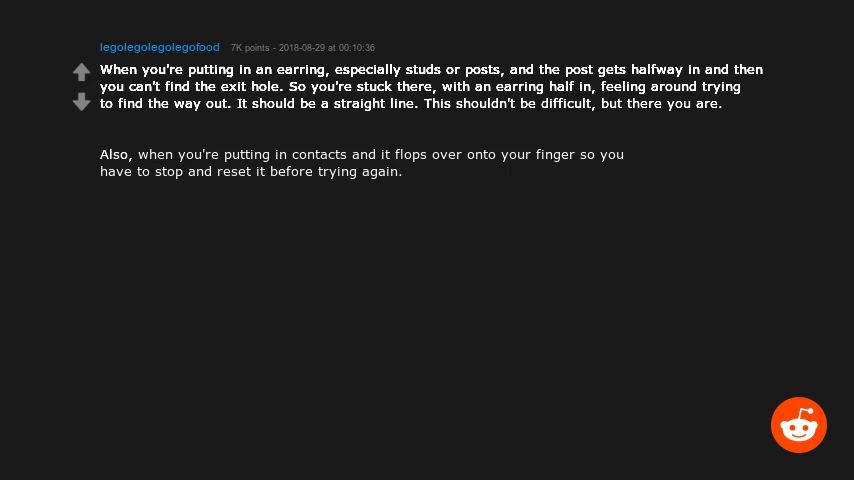 legolegolegolegofood 7K points - 2018-08-29 at 00:10:36
When you're putting in an earring, especially studs or posts, and the post gets halfway in and then
you can't find the exit hole. So you're stuck there, with an earring half in, feeling around trying
to find the way out. It should be a straight line. This shouldn't be difficult, but there you are.
Also, when you're putting in contacts and it flops over onto your finger so you
have to stop and reset it before trying again.